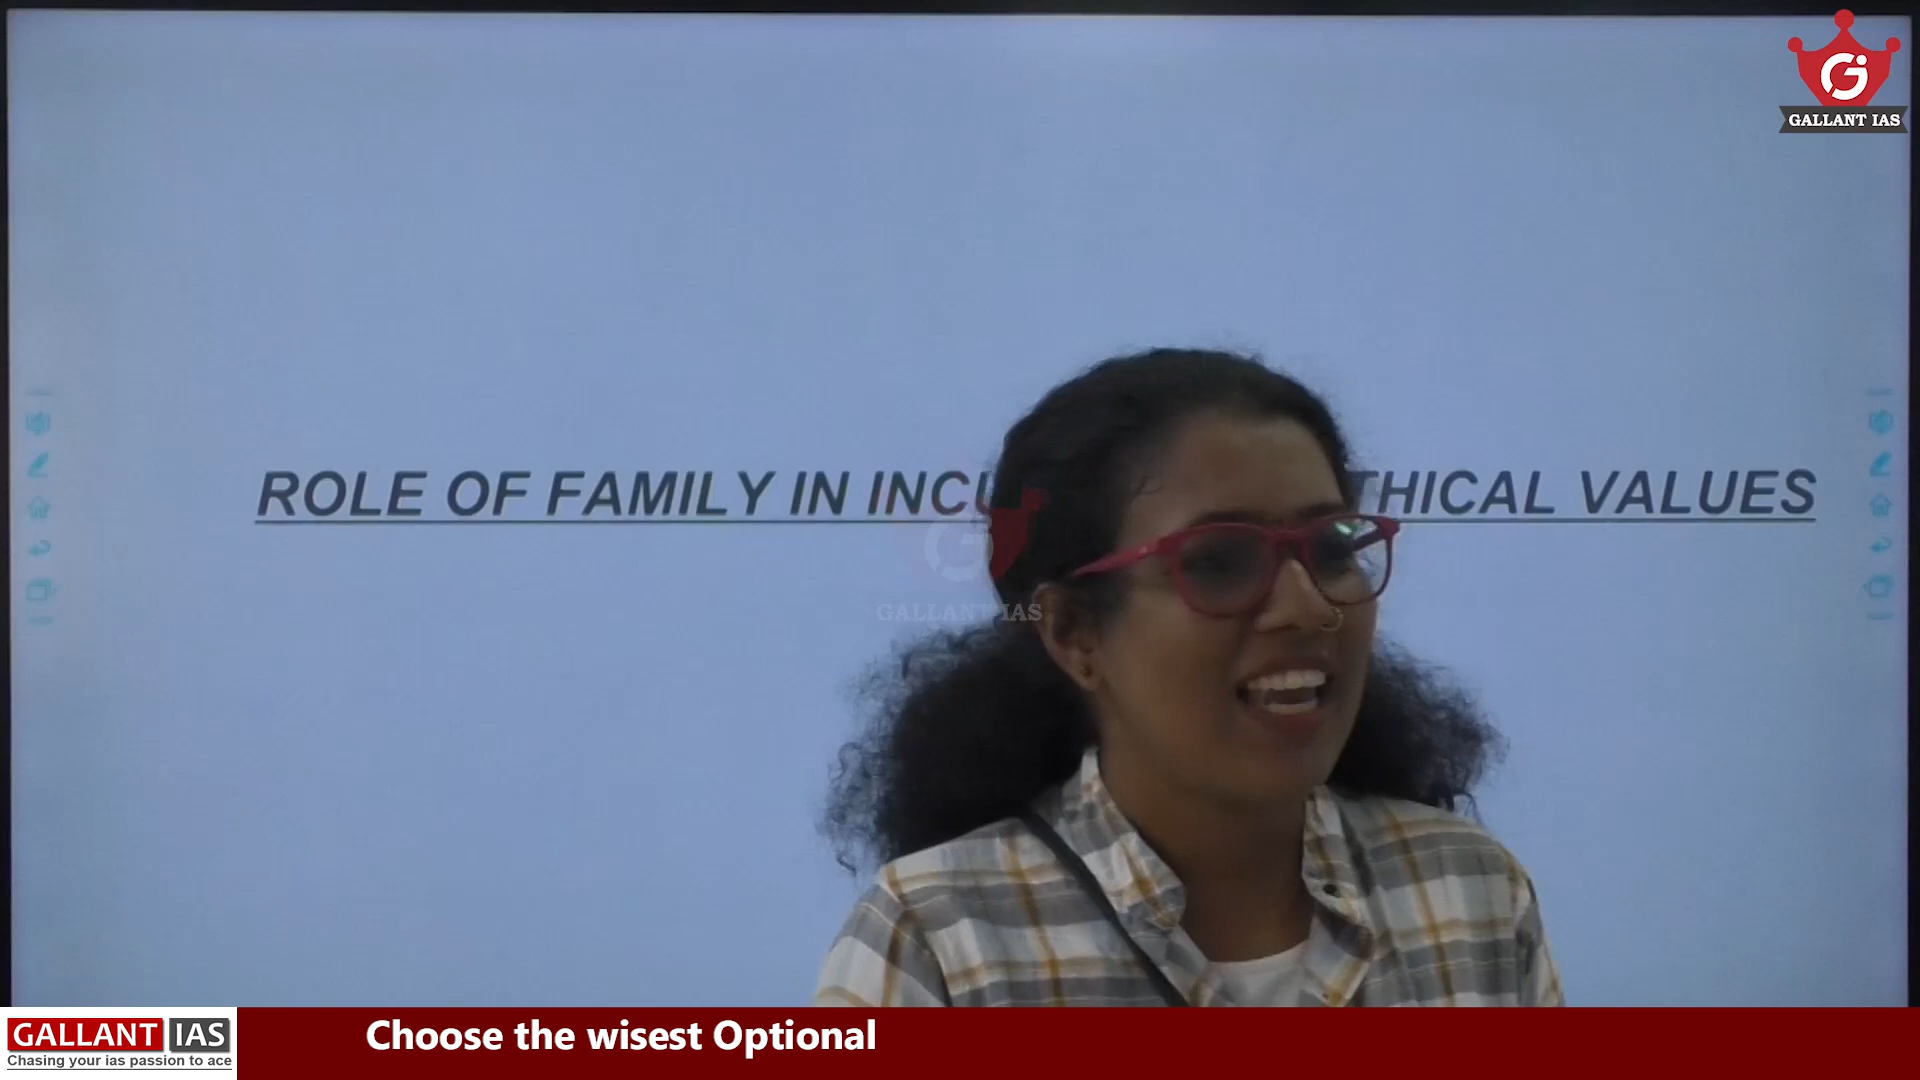 GALLANT IAS
ROLE OF FAMILY IN INCU THICAL VALUES
GALLANT IAS
GALLANT IAS
Chasing your ias passion to ace
Choose the wisest Optional